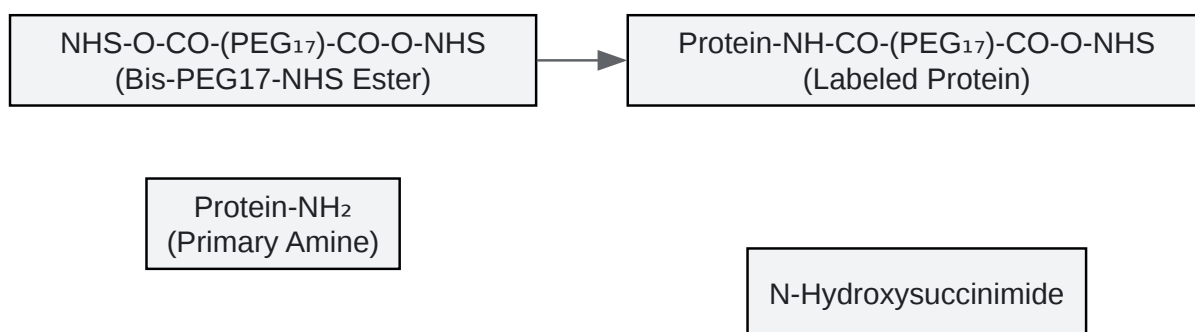 NHS-O-CO-(PEG₁₇)-CO-O-NHS
(Bis-PEG17-NHS Ester)
Protein-NH-CO-(PEG₁₇)-CO-O-NHS
(Labeled Protein)
Protein-NH₂
(Primary Amine)
N-Hydroxysuccinimide